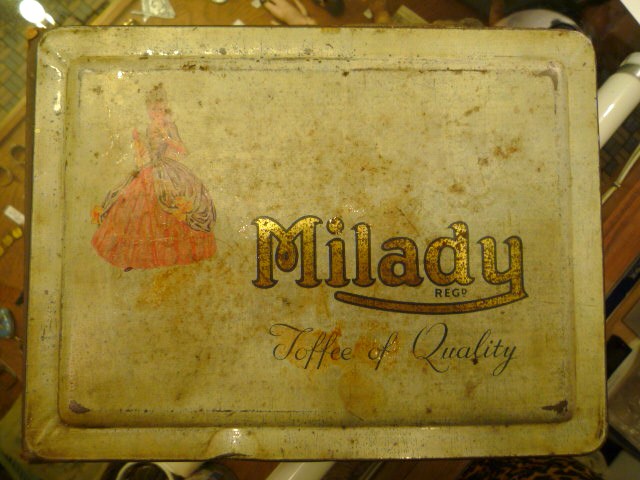 Milady
REGD
Toffee of Quality